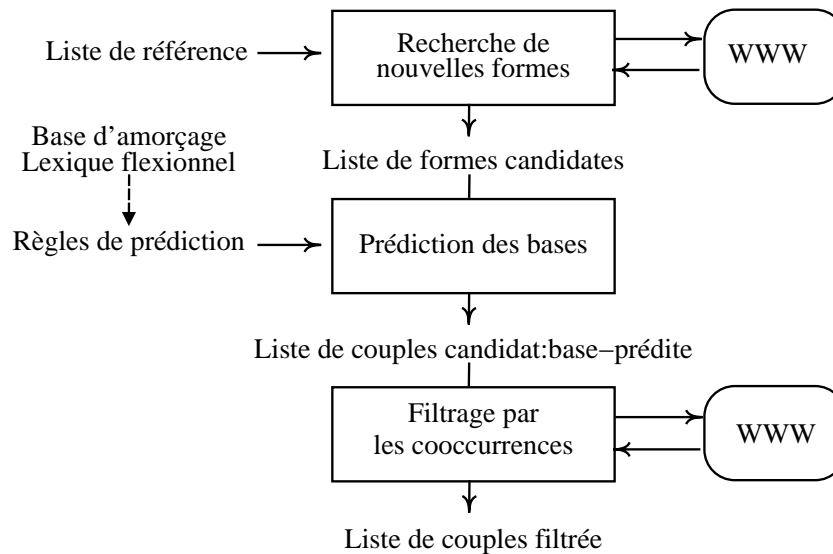 Liste de référence
Recherche de
nouvelles formes
WWW
Base d'amorçage
Lexique flexionnel
Liste de formes candidates
Règles de prédiction
Prédiction des bases
Liste de couples candidat:base−prédite
Filtrage par
les cooccurrences
WWW
Liste de couples filtrée